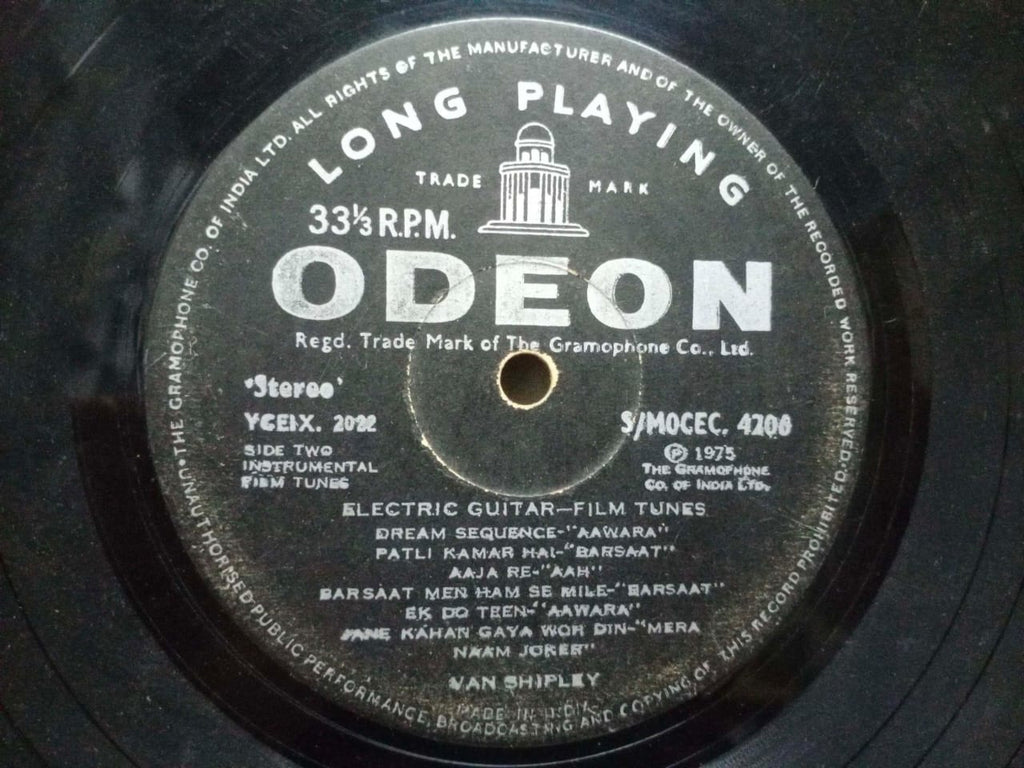 THE GRAMOPHONE CO. OF INDIA LTD. ALL RIGHTS OF THE MANUFACTURER AND OF THE OWNER OF THE RECORDED WORK RESERVED
UNAUTHORISED PUBLIC PERFORMANCE, BROADCASTING AND COPYING OF THIS RECORD PROHIBITED
LONG PLAYING
TRADE MARK
33⅓ R.P.M.
ODEON
Regd. Trade Mark of The Gramophone Co., Ltd.
'Stereo'
YCEIX. 2022
SIDE TWO
INSTRUMENTAL
FILM TUNES
S/MOCEC. 4200
Ⓟ 1975
THE GRAMOPHONE
CO. OF INDIA LTD.
ELECTRIC GUITAR—FILM TUNES
DREAM SEQUENCE-"AAWARA"
PATLI KAMAR HAI-"BARSAAT"
AAJA RE-"AAH"
BARSAAT MEN HAM SE MILE-"BARSAAT"
EK DO TEEN-"AAWARA"
JANE KAHAN GAYA WOH DIN-"MERA
NAAM JOKER"
VAN SHIPLEY
MADE IN INDIA